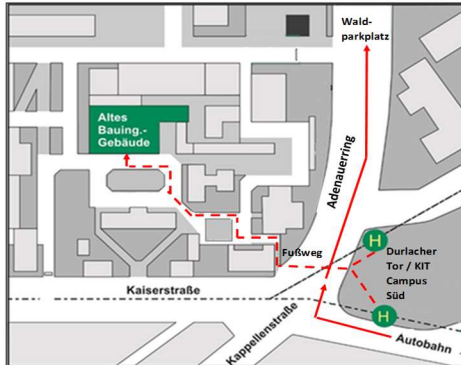 Wald-
parkplatz
Altes
Bauing.-
Gebäude
Adenauerring
Fußweg
H
Durlacher
Tor / KIT
Campus
Süd
Kaiserstraße
H
Kappellenstraße
Autobahn